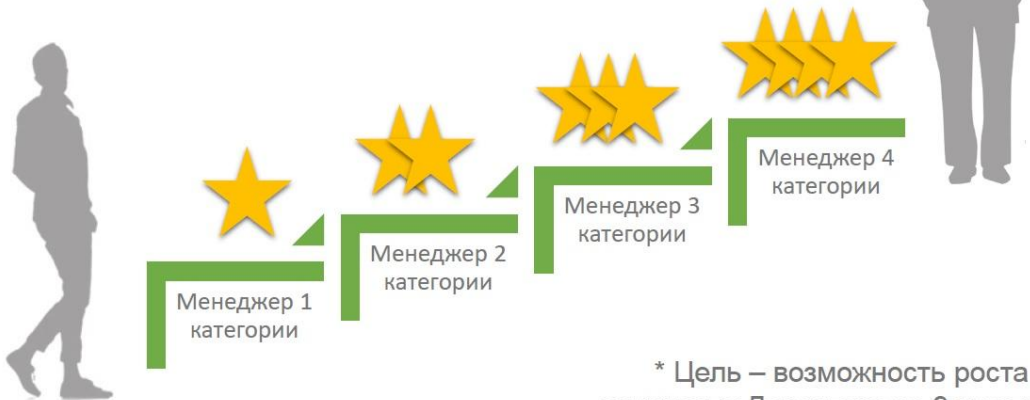 Менеджер 4
категории
Менеджер 3
категории
Менеджер 2
категории
Менеджер 1
категории
* Цель – возможность роста